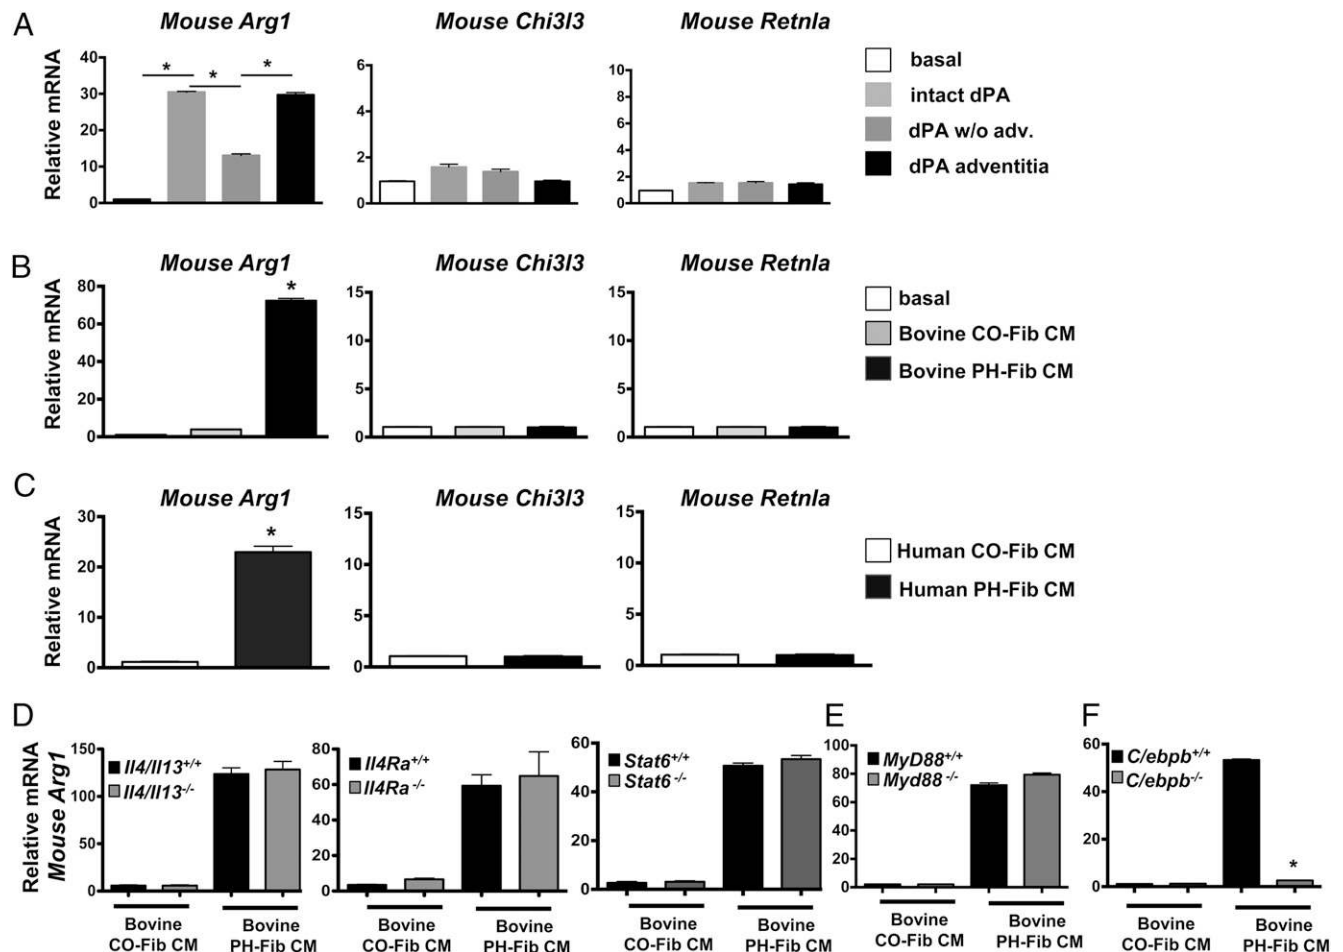 A
Mouse Arg1
Mouse Chi3l3
Mouse Retnla
Relative mRNA
40
30
20
10
0
* * *
6
4
2
0
10
8
6
4
2
0
basal
intact dPA
dPA w/o adv.
dPA adventitia
B
Mouse Arg1
Mouse Chi3l3
Mouse Retnla
Relative mRNA
80
60
40
20
0
*
15
10
5
0
15
10
5
0
basal
Bovine CO-Fib CM
Bovine PH-Fib CM
C
Mouse Arg1
Mouse Chi3l3
Mouse Retnla
Relative mRNA
30
20
10
0
*
15
10
5
0
15
10
5
0
Human CO-Fib CM
Human PH-Fib CM
D
Relative mRNA
Mouse Arg1
150
100
50
0
Il4/Il13+/+
Il4/Il13-/-
Bovine
CO-Fib CM
Bovine
PH-Fib CM
80
60
40
20
0
Il4Ra+/+
Il4Ra-/-
Bovine
CO-Fib CM
Bovine
PH-Fib CM
60
40
20
0
Stat6+/+
Stat6-/-
Bovine
CO-Fib CM
Bovine
PH-Fib CM
E
100
80
60
40
20
0
MyD88+/+
Myd88-/-
Bovine
CO-Fib CM
Bovine
PH-Fib CM
F
60
40
20
0
C/ebpb+/+
C/ebpb-/-
*
Bovine
CO-Fib CM
Bovine
PH-Fib CM